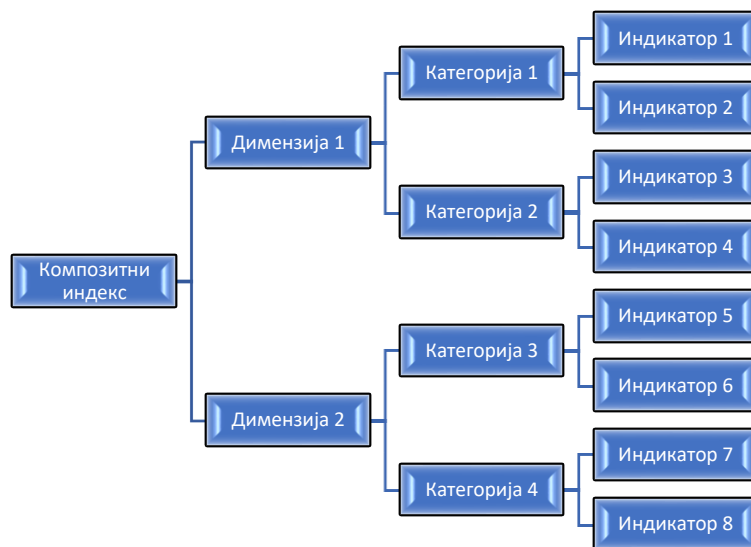 Композитни
индекс
Димензија 1
Категорија 1
Индикатор 1
Индикатор 2
Категорија 2
Индикатор 3
Индикатор 4
Димензија 2
Категорија 3
Индикатор 5
Индикатор 6
Категорија 4
Индикатор 7
Индикатор 8